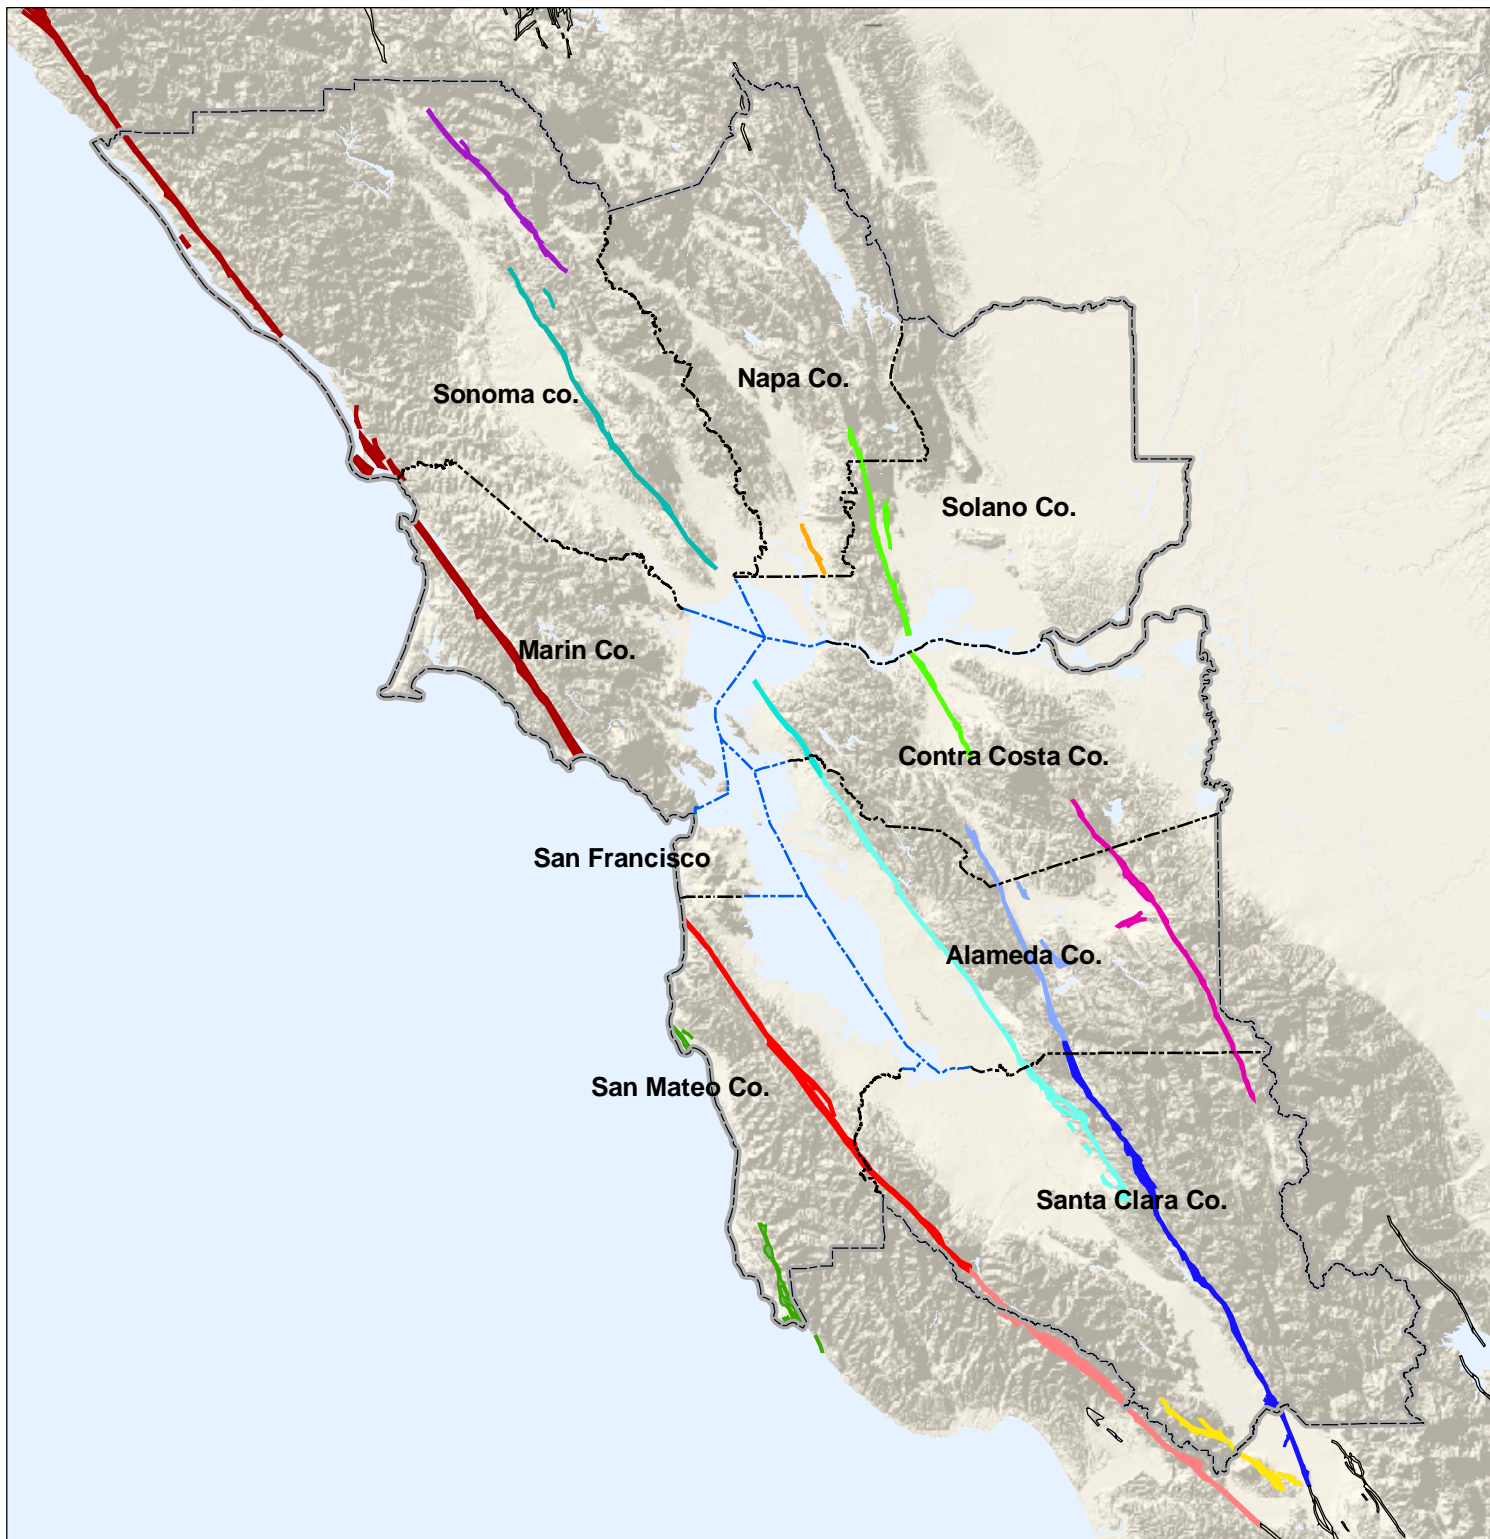 Napa Co.
Sonoma co.
Solano Co.
Marin Co.
Contra Costa Co.
San Francisco
Alameda Co.
San Mateo Co.
Santa Clara Co.